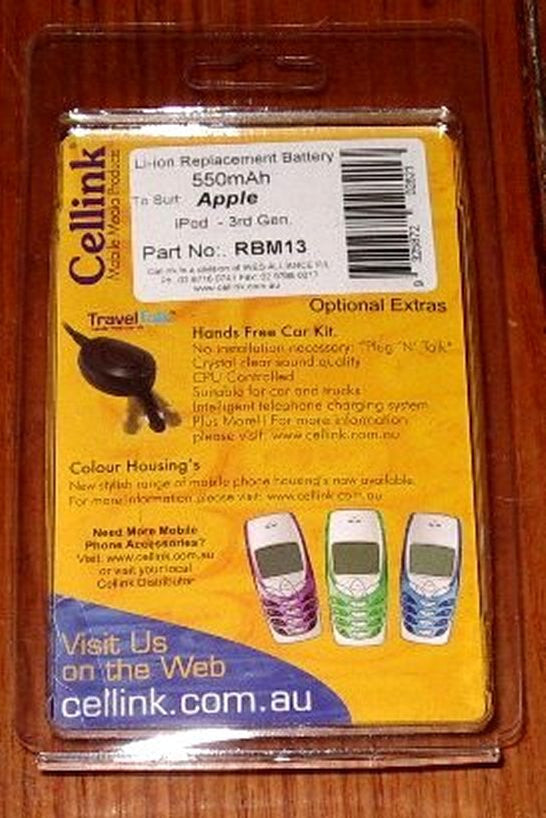 Cellink®
Mobile Media Products
Li-Ion Replacement Battery
550mAh
To Suit: Apple
iPod - 3rd Gen.
Part No:. RBM13
Cellink is a division of
www.cellink.com.au
Optional Extras
TravelTalk
Hands Free Car Kit.
No installation necessary: "Plug 'N' Talk"
Crystal clear sound quality
CPU Controlled
Suitable for car and trucks
Intelligent telephone charging system
Plus More!! For more information
please visit: www.cellink.com.au
Colour Housing's
New stylish range of mobile phone housing's now available.
For more information please visit: www.cellink.com.au
Need More Mobile
Phone Accessories?
Visit: www.cellink.com.au
or visit your local
Cellink Distributor
Visit Us
on the Web
cellink.com.au